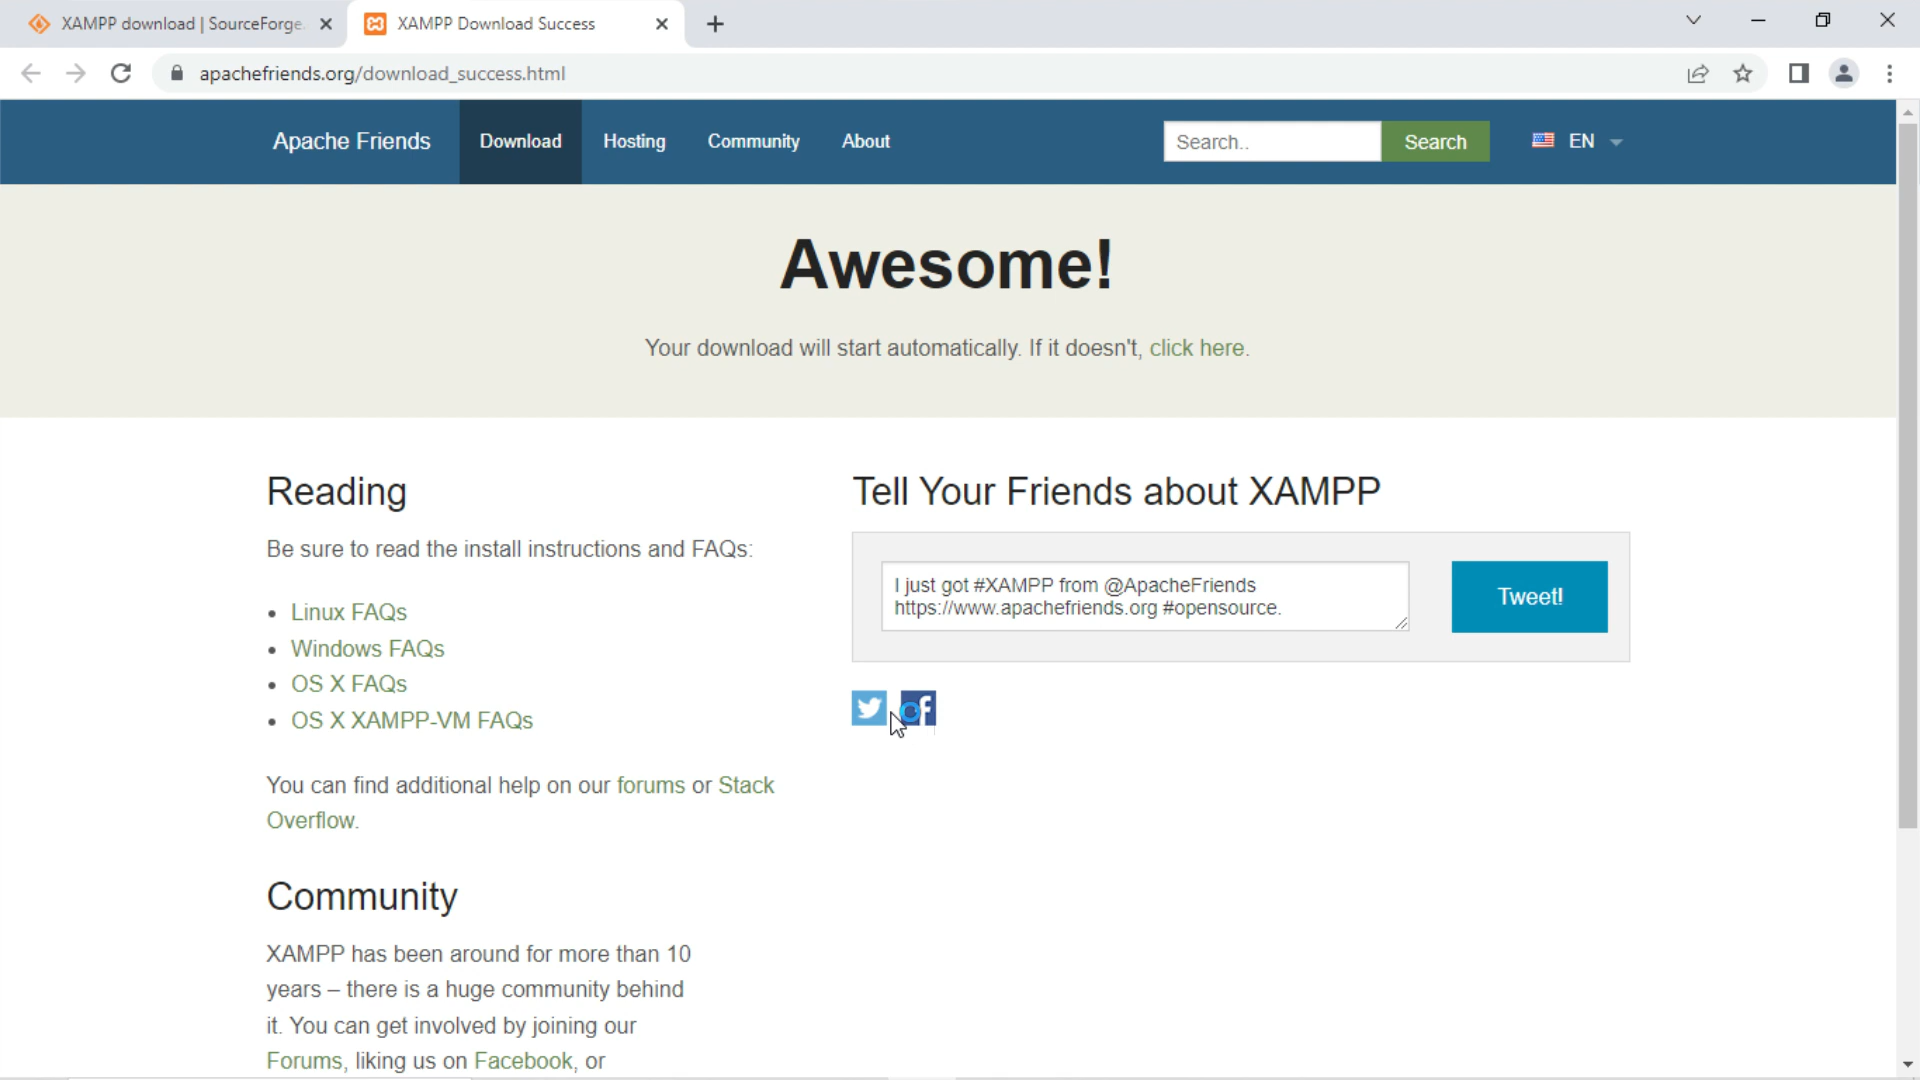 XAMPP download | SourceForge.
XAMPP Download Success
apachefriends.org/download_success.html
Apache Friends
Download
Hosting
Community
About
Search..
Search
EN
Awesome!
Your download will start automatically. If it doesn't, click here.
Reading
Be sure to read the install instructions and FAQs:
• Linux FAQs
• Windows FAQs
• OS X FAQs
• OS X XAMPP-VM FAQs
You can find additional help on our forums or Stack
Overflow.
Community
XAMPP has been around for more than 10
years – there is a huge community behind
it. You can get involved by joining our
Forums, liking us on Facebook, or
Tell Your Friends about XAMPP
I just got #XAMPP from @ApacheFriends
https://www.apachefriends.org #opensource.
Tweet!